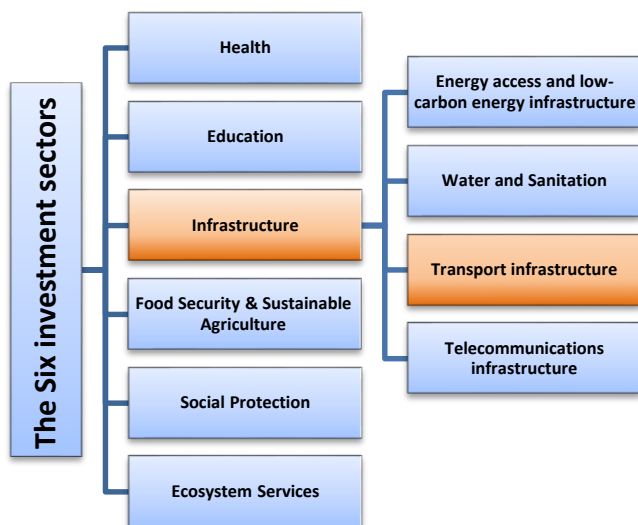 The Six investment sectors
Health
Education
Infrastructure
Food Security & Sustainable
Agriculture
Social Protection
Ecosystem Services
Energy access and low-
carbon energy infrastructure
Water and Sanitation
Transport infrastructure
Telecommunications
infrastructure